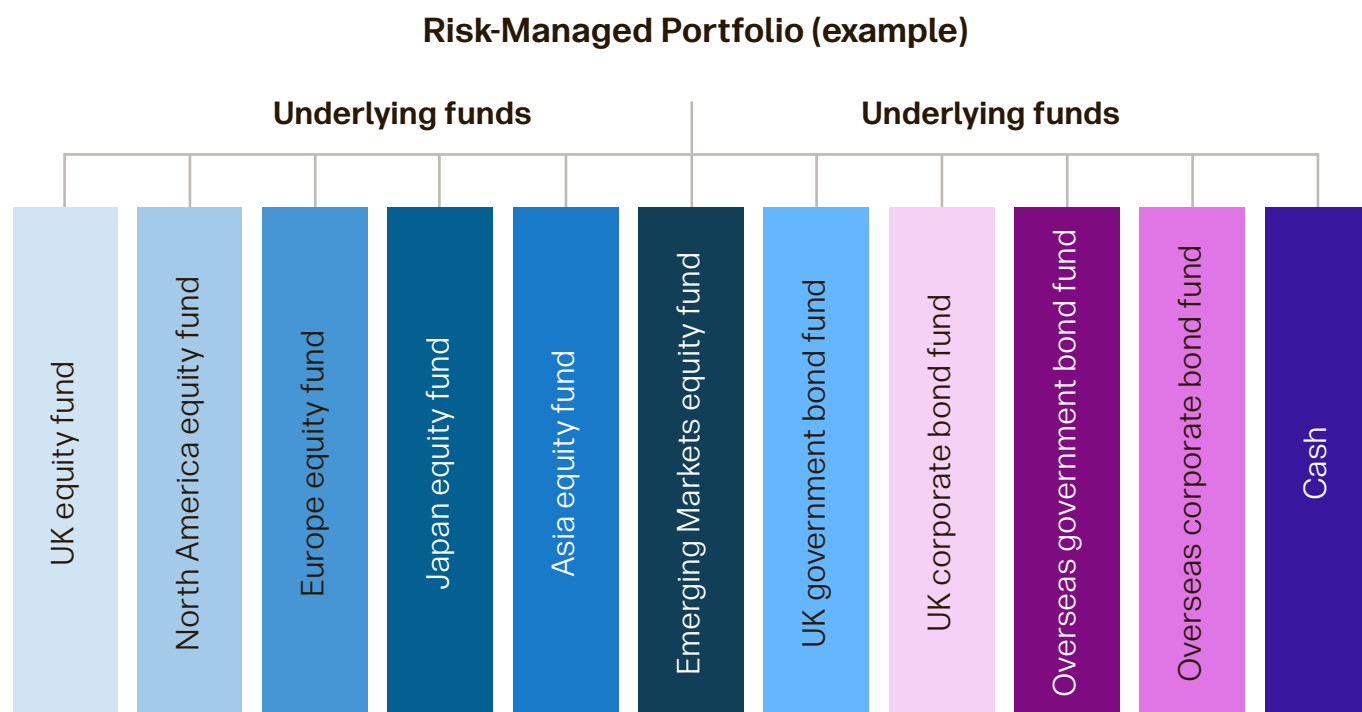 Risk-Managed Portfolio (example)
Underlying funds
Underlying funds
UK equity fund
North America equity fund
Europe equity fund
Japan equity fund
Asia equity fund
Emerging Markets equity fund
UK government bond fund
UK corporate bond fund
Overseas government bond fund
Overseas corporate bond fund
Cash